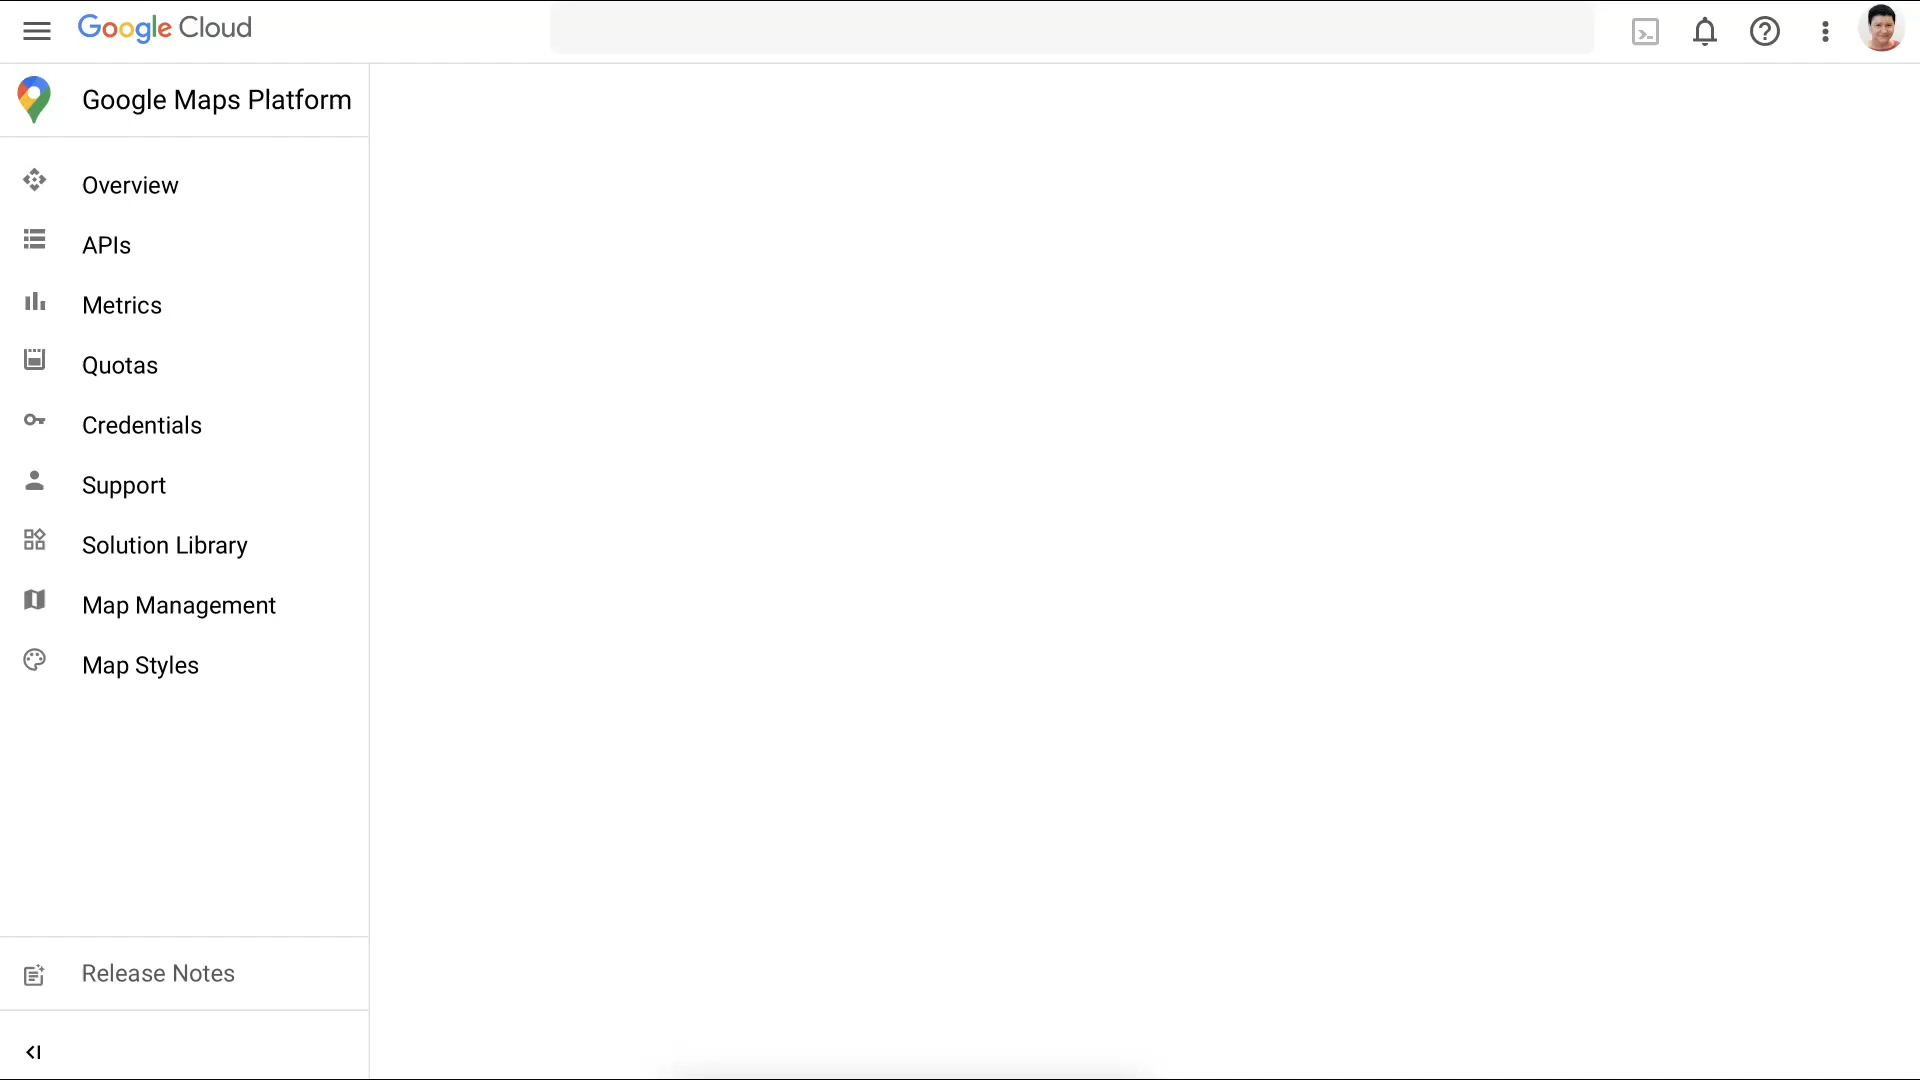 Google Cloud
Google Maps Platform
Overview
APIs
Metrics
Quotas
Credentials
Support
Solution Library
Map Management
Map Styles
Release Notes